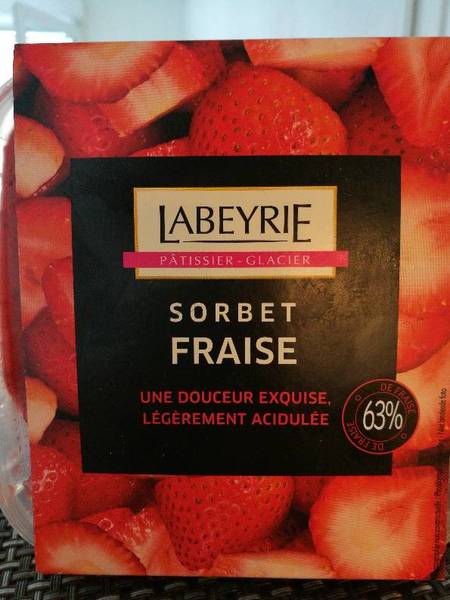 LABEYRIE
PÂTISSIER - GLACIER
SORBET
FRAISE
UNE DOUCEUR EXQUISE,
LÉGÈREMENT ACIDULÉE
DE FRAISE
63%
DE FRAISE